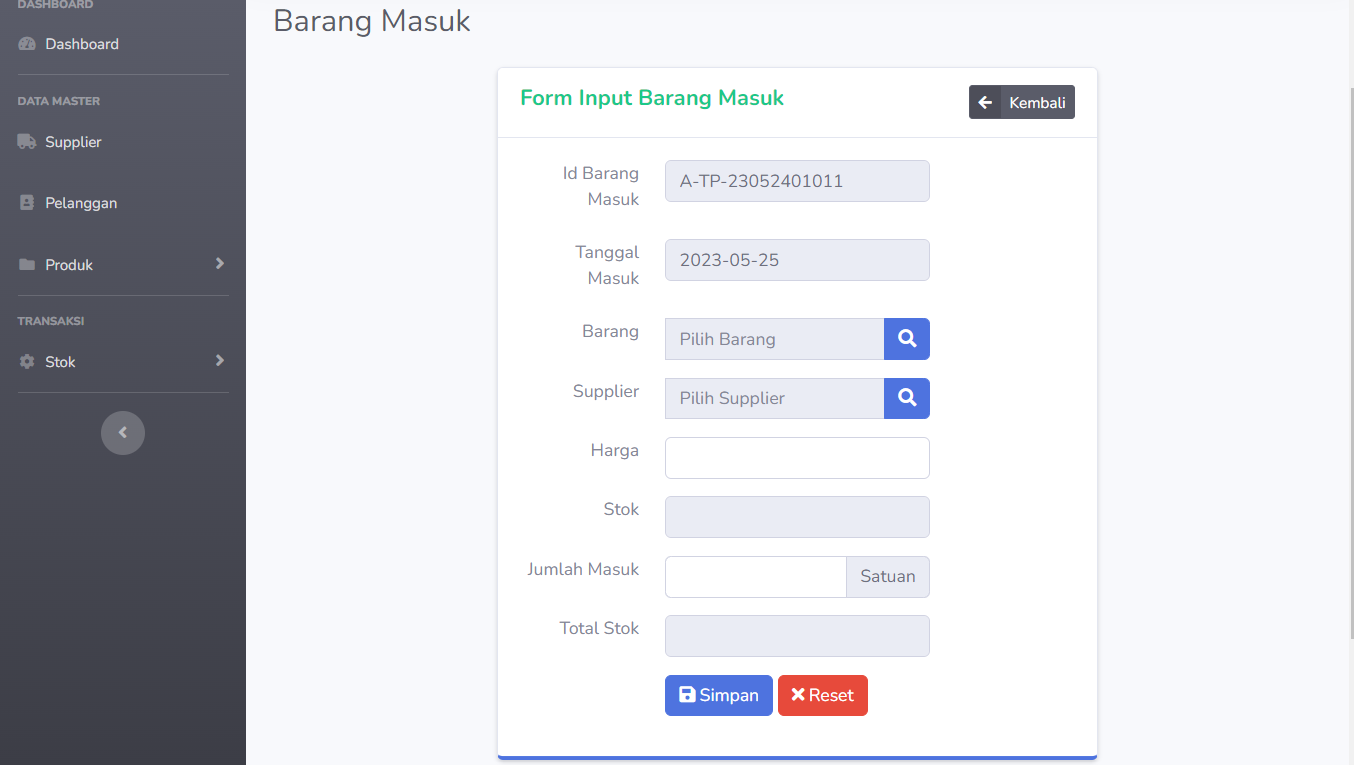 DASHBOARD
Dashboard
DATA MASTER
Supplier
Pelanggan
Produk
TRANSAKSI
Stok
Barang Masuk
Form Input Barang Masuk
Kembali
Id Barang
Masuk
A-TP-23052401011
Tanggal
Masuk
2023-05-25
Barang
Pilih Barang
Supplier
Pilih Supplier
Harga
Stok
Jumlah Masuk
Satuan
Total Stok
Simpan
Reset